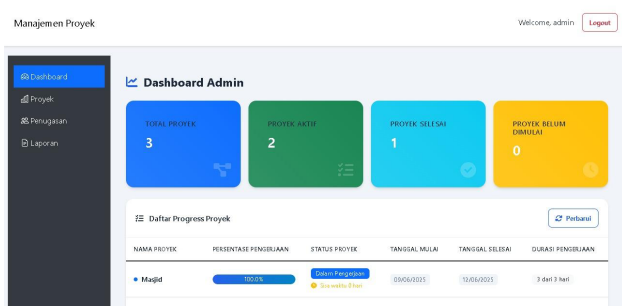 Manajemen Proyek
Welcome, admin
Logout
Dashboard
Proyek
Penugasan
Laporan
Dashboard Admin
TOTAL PROYEK
3
PROYEK AKTIF
2
PROYEK SELESAI
1
PROYEK BELUM
DIMULAI
0
Daftar Progress Proyek
Perbarui
NAMA PROYEK PERSENTASE PENGERJAAN STATUS PROYEK TANGGAL MULAI TANGGAL SELESAI DURASI PENGERJAAN
Masjid 100.0% Dalam Pengerjaan 09/06/2025 12/06/2025 3 dari 3 hari
Sisa waktu 0 hari